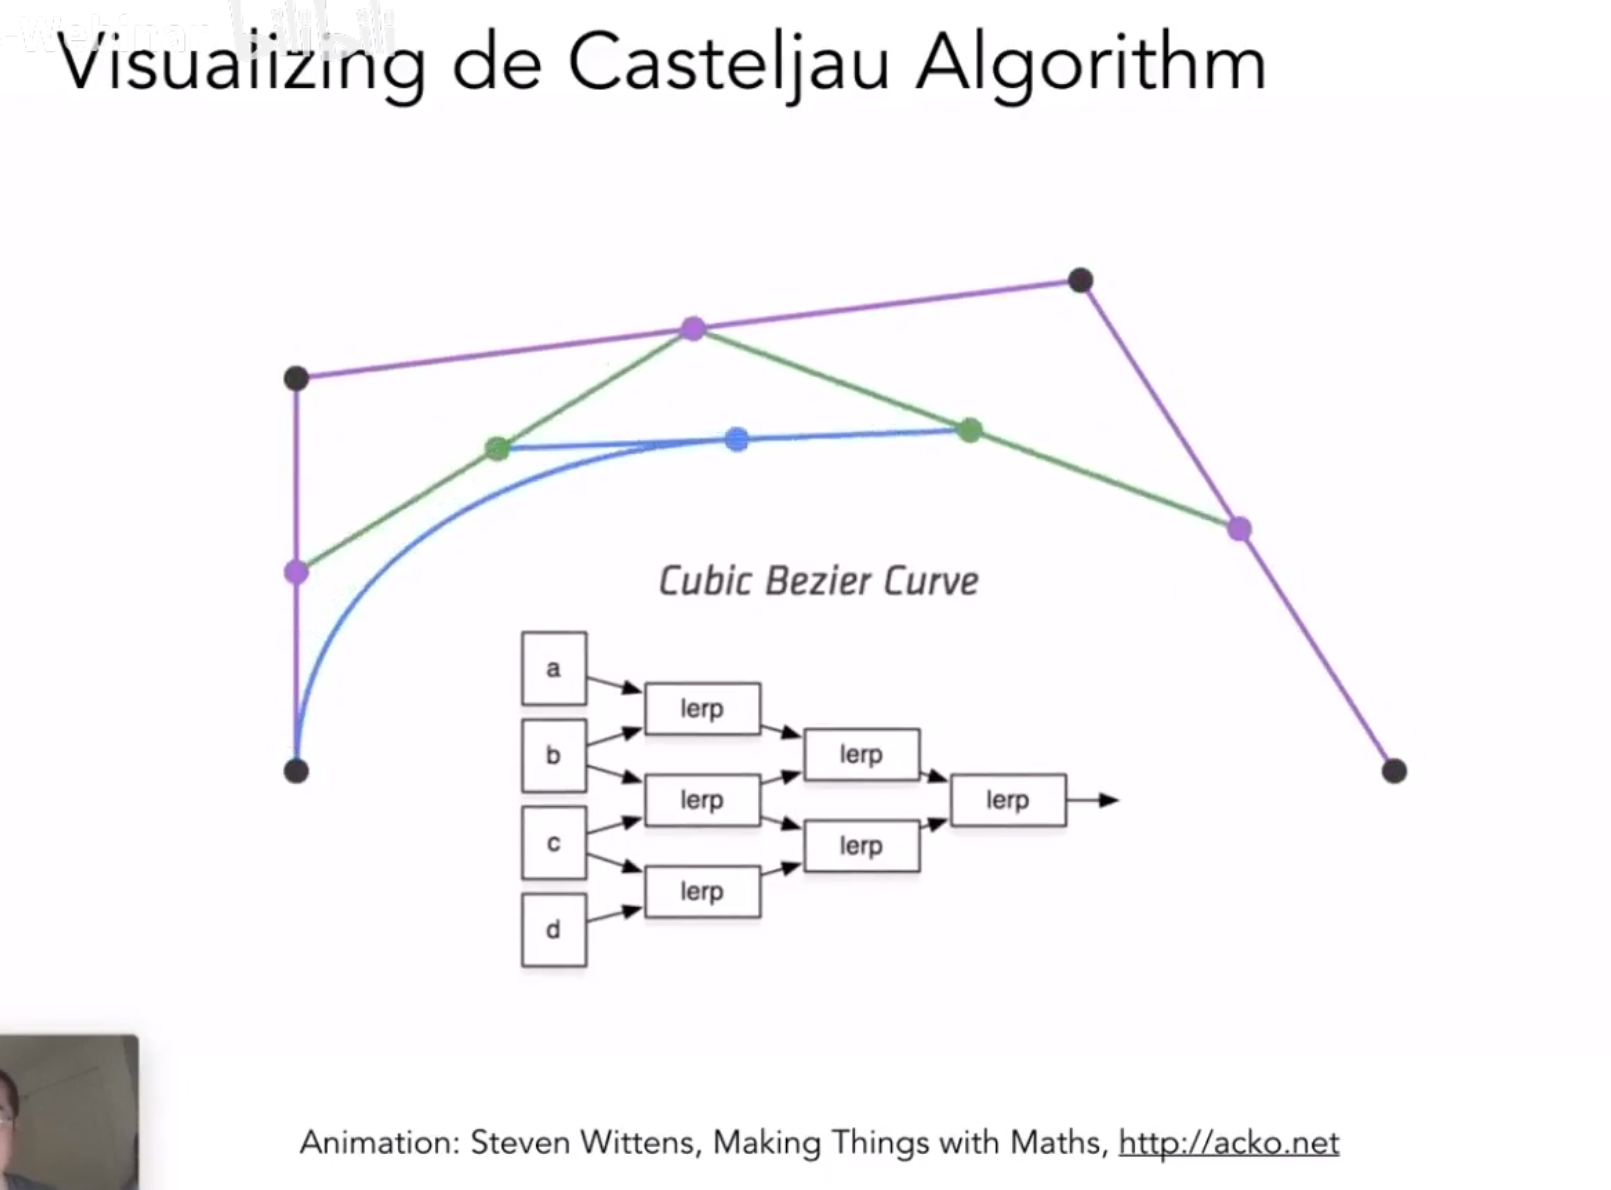 -Webinar
Visualizing de Casteljau Algorithm
Cubic Bezier Curve
a
lerp
b
lerp
lerp
c
lerp
lerp
lerp
d
Animation: Steven Wittens, Making Things with Maths, http://acko.net